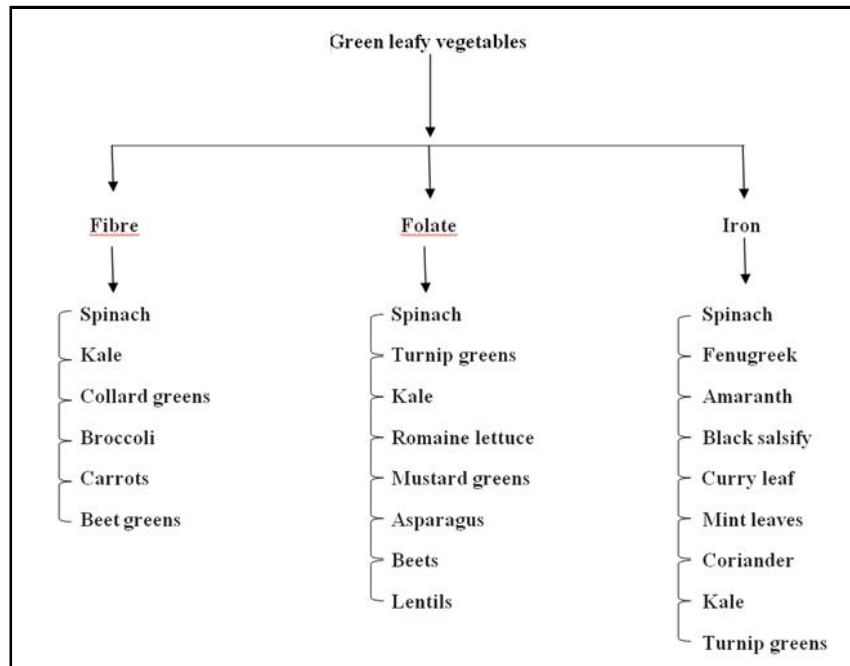 Green leafy vegetables
Fibre
Folate
Iron
Spinach
Kale
Collard greens
Broccoli
Carrots
Beet greens
Spinach
Turnip greens
Kale
Romaine lettuce
Mustard greens
Asparagus
Beets
Lentils
Spinach
Fenugreek
Amaranth
Black salsify
Curry leaf
Mint leaves
Coriander
Kale
Turnip greens